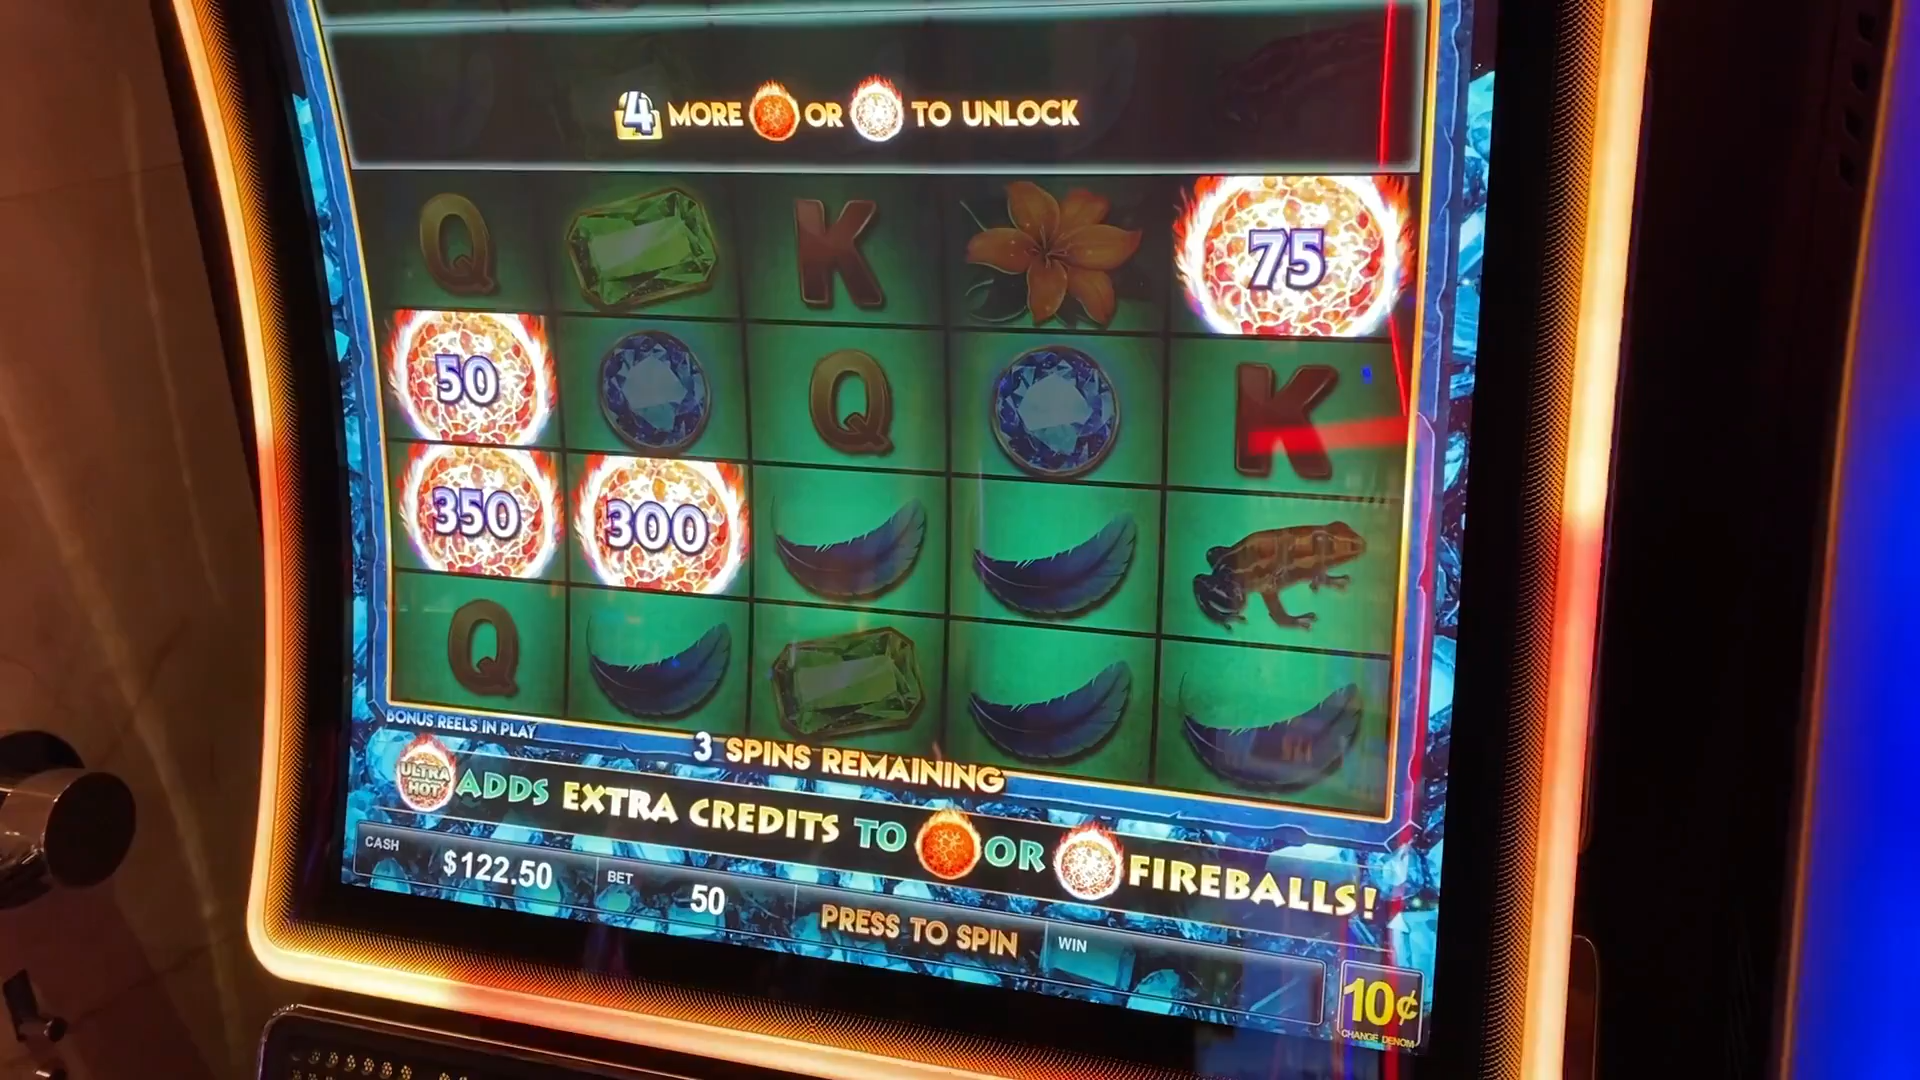 4 MORE OR TO UNLOCK
Q K 75
50 Q K
350 300
Q
BONUS REELS IN PLAY
3 SPINS REMAINING
ULTRA HOT ADDS EXTRA CREDITS TO OR FIREBALLS!
CASH $122.50 BET 50 PRESS TO SPIN WIN
10¢
CHANGE DENOM